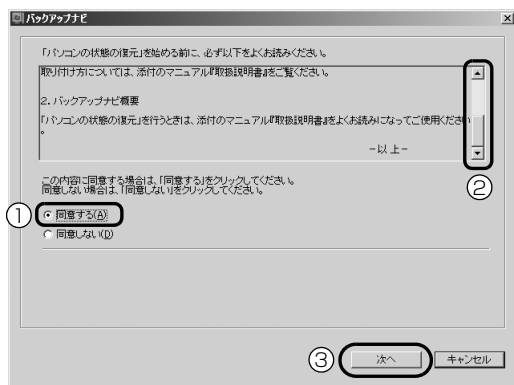 バックアップナビ
「パソコンの状態の復元」を始める前に、必ず以下をよくお読みください。
取り付け方については、添付のマニュアル『取扱説明書』をご覧ください。
2. バックアップナビ概要
「パソコンの状態の復元」を行うときは、添付のマニュアル『取扱説明書』をよくお読みになってご使用ください
。
-以上-
②
この内容に同意する場合は、「同意する」をクリックしてください。
同意しない場合は、「同意しない」をクリックしてください。
① 同意する(A)
同意しない(D)
③ 次へ キャンセル